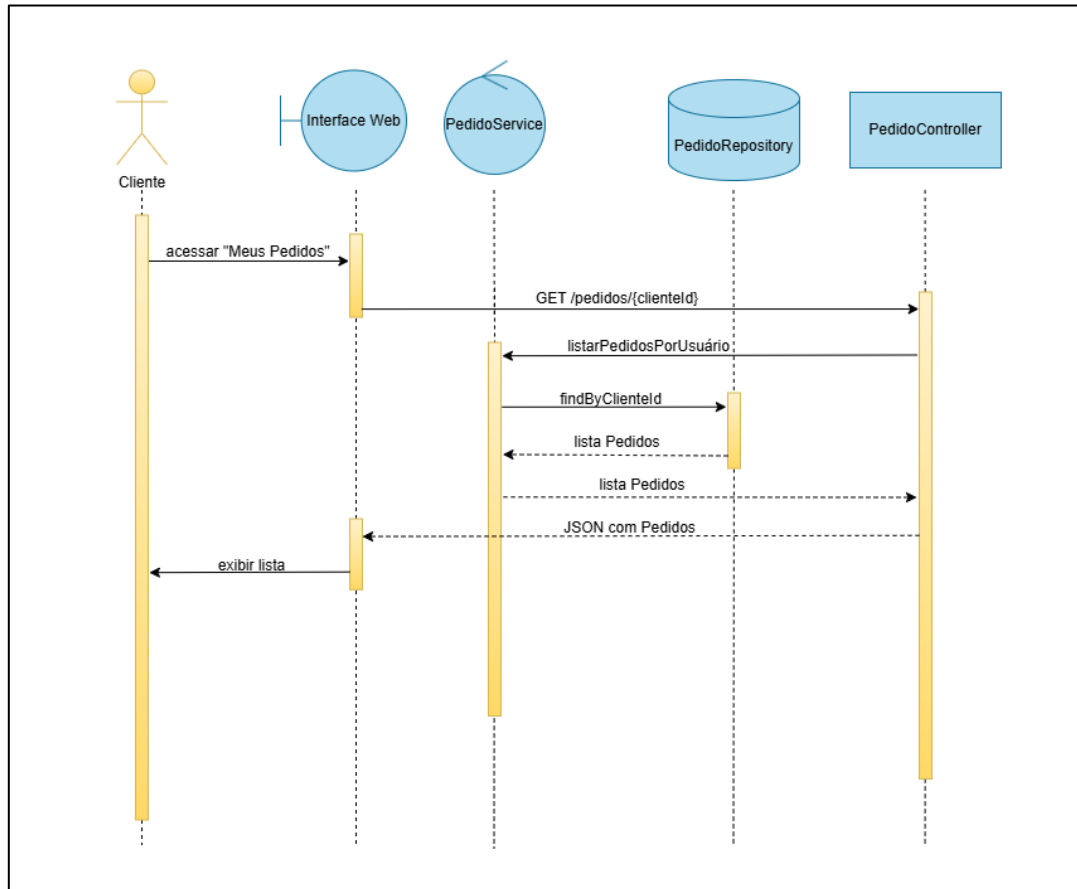 Cliente
Interface Web
PedidoService
PedidoRepository
PedidoController
acessar "Meus Pedidos"
GET /pedidos/{clienteId}
listarPedidosPorUsuário
findByClienteId
lista Pedidos
lista Pedidos
JSON com Pedidos
exibir lista